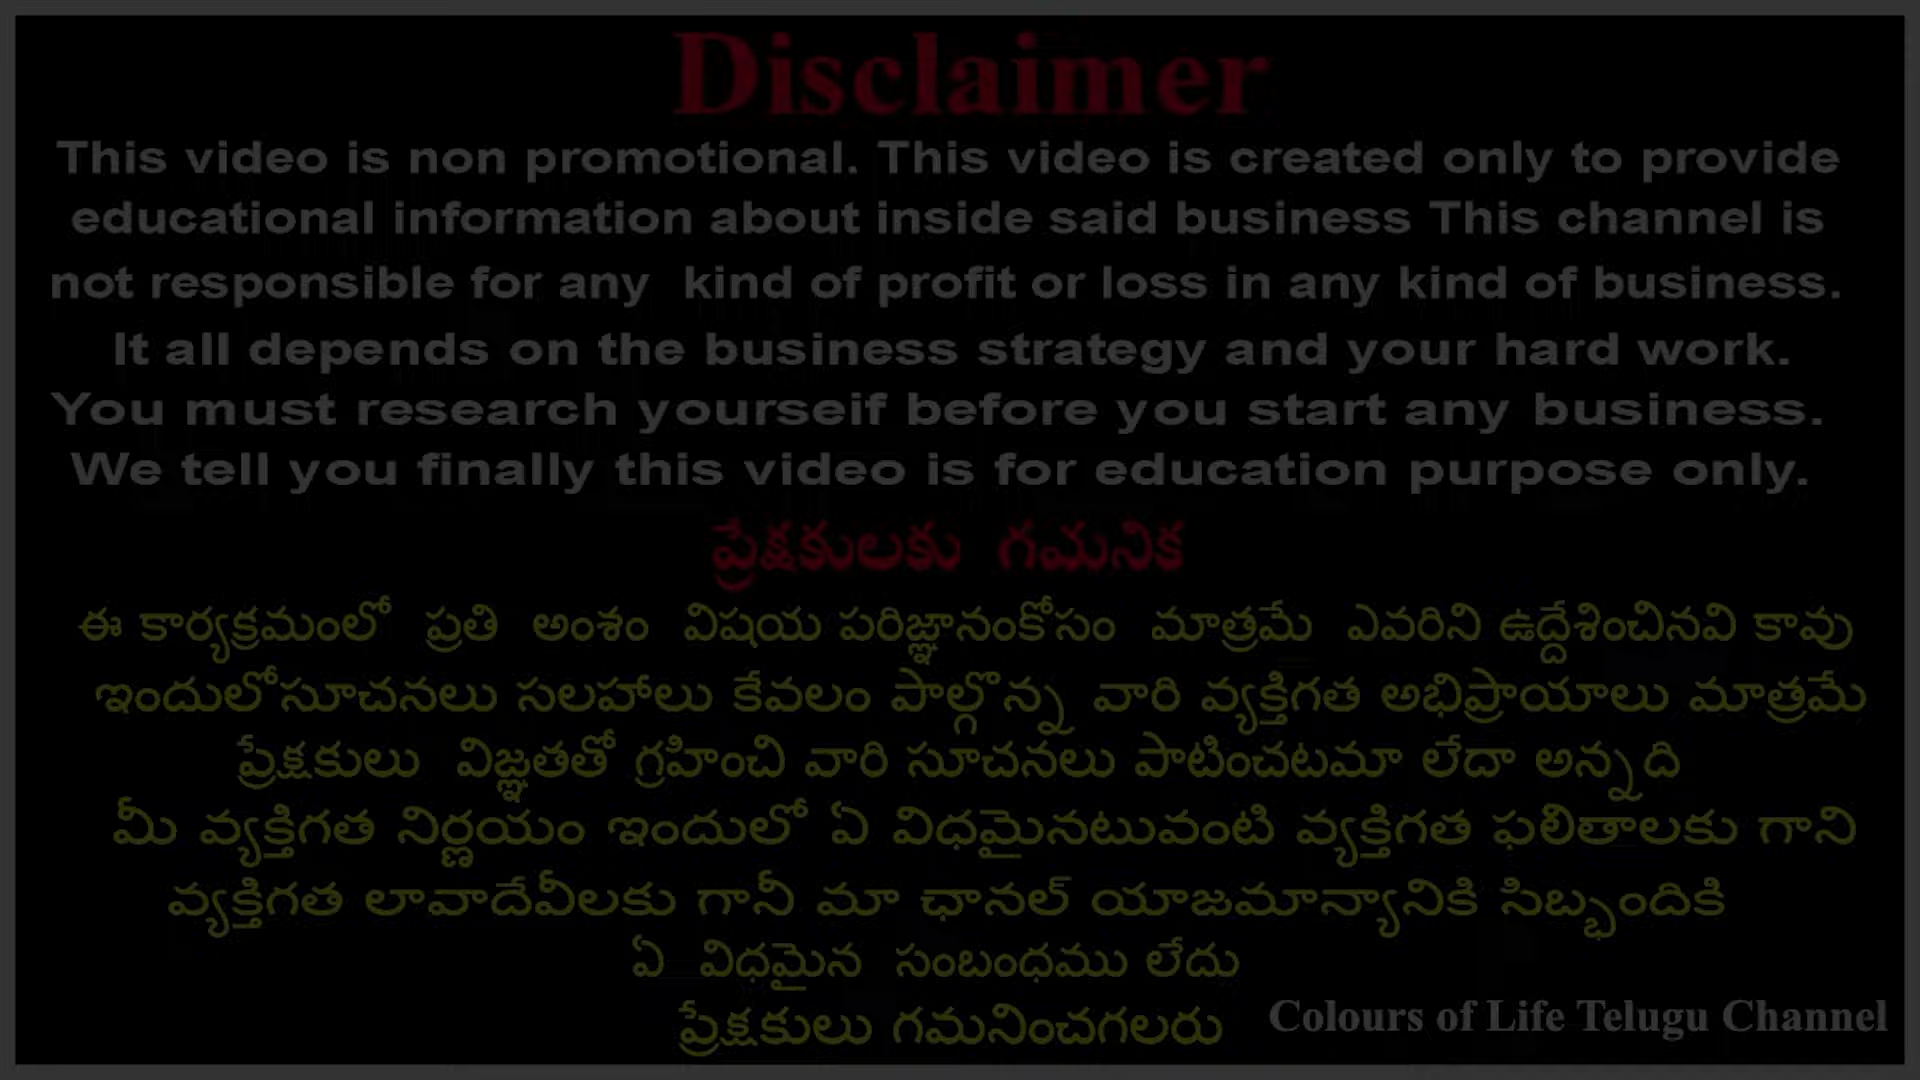 Disclaimer
This video is non promotional. This video is created only to provide
educational information about inside said business This channel is
not responsible for any kind of profit or loss in any kind of business.
It all depends on the business strategy and your hard work.
You must research yourseif before you start any business.
We tell you finally this video is for education purpose only.
ప్రేక్షకులకు గమనిక
ఈ కార్యక్రమంలో ప్రతి అంశం విషయ పరిజ్ఞానంకోసం మాత్రమే ఎవరిని ఉద్దేశించినవి కావు
ఇందులోసూచనలు సలహాలు కేవలం పాల్గొన్న వారి వ్యక్తిగత అభిప్రాయాలు మాత్రమే
ప్రేక్షకులు విజ్ఞతతో గ్రహించి వారి సూచనలు పాటించటమా లేదా అన్నది
మీ వ్యక్తిగత నిర్ణయం ఇందులో ఏ విధమైనటువంటి వ్యక్తిగత ఫలితాలకు గాని
వ్యక్తిగత లావాదేవీలకు గానీ మా ఛానల్ యాజమాన్యానికి సిబ్బందికి
ఏ విధమైన సంబంధము లేదు
ప్రేక్షకులు గమనించగలరు
Colours of Life Telugu Channel